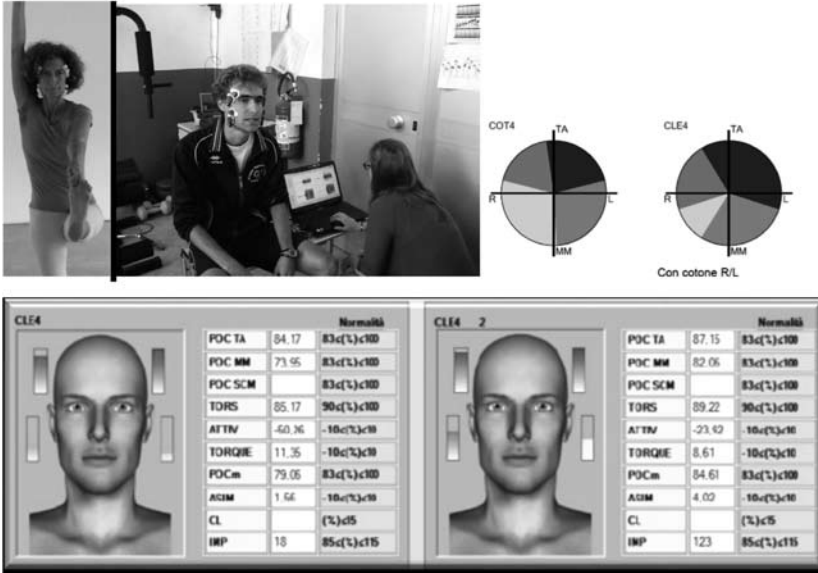 COT4
TA
R
L
MM
CLE4
TA
R
L
MM
Con cotone R/L
CLE4
Normalità
POC TA 84,17 83≤(%)≤100
POC MM 73,95 83≤(%)≤100
POC SCM 83≤(%)≤100
TORS 85,17 90≤(%)≤100
ATTIV -60,26 -10≤(%)≤10
TORQUE 11,35 -10≤(%)≤10
POCm 79,06 83≤(%)≤100
ASIM 1,66 -10≤(%)≤10
CL (%)≤15
IMP 18 85≤(%)≤115
CLE4 2
Normalità
POC TA 87,15 83≤(%)≤100
POC MM 82,06 83≤(%)≤100
POC SCM 83≤(%)≤100
TORS 89,22 90≤(%)≤100
ATTIV -23,92 -10≤(%)≤10
TORQUE 8,61 -10≤(%)≤10
POCm 84,61 83≤(%)≤100
ASIM 4,02 -10≤(%)≤10
CL (%)≤15
IMP 123 85≤(%)≤115